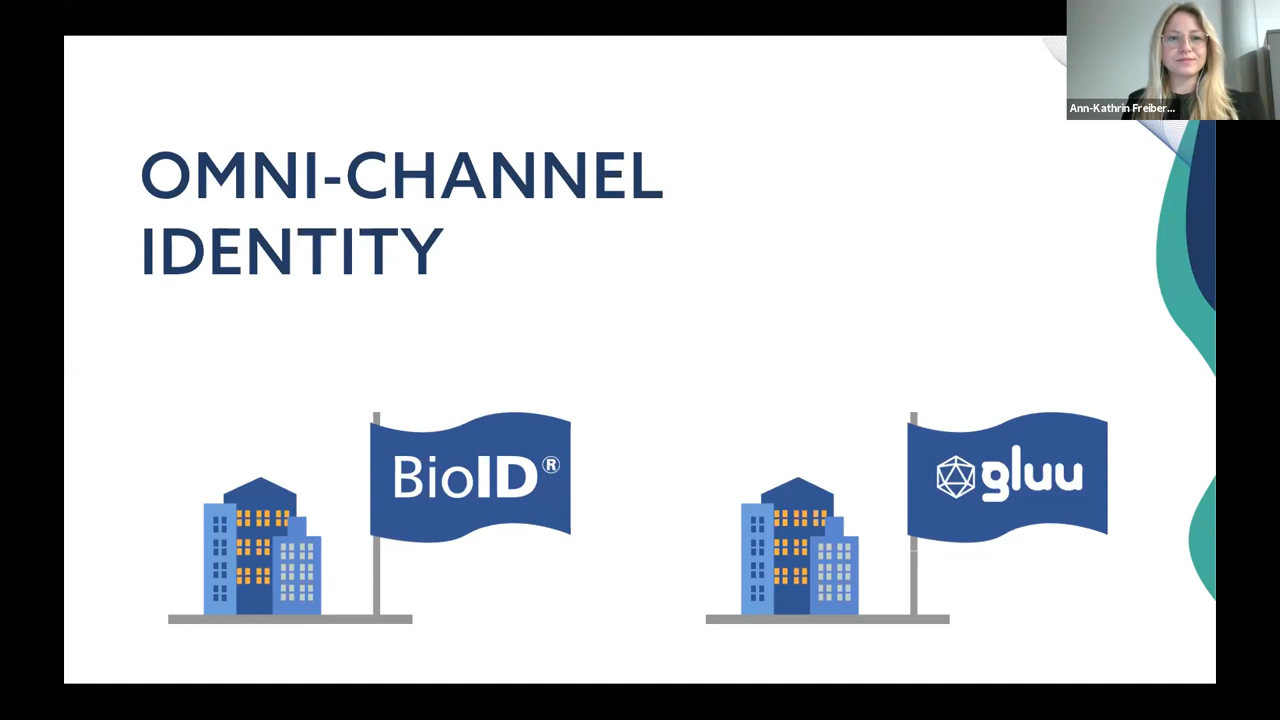 Ann-Kathrin Freiber...
OMNI-CHANNEL
IDENTITY
BioID®
gluu